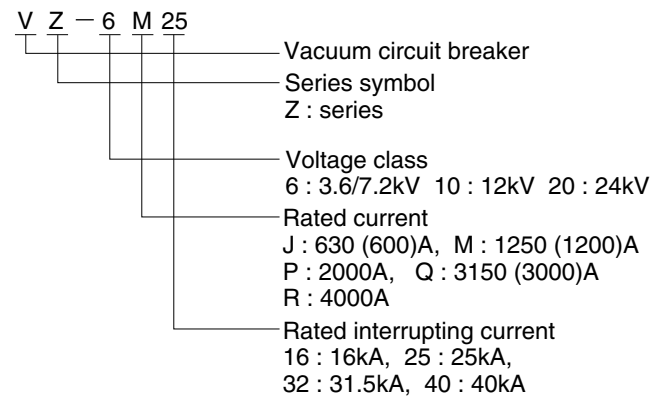 V Z − 6 M 25
Vacuum circuit breaker
Series symbol
Z : series
Voltage class
6 : 3.6/7.2kV 10 : 12kV 20 : 24kV
Rated current
J : 630 (600)A, M : 1250 (1200)A
P : 2000A, Q : 3150 (3000)A
R : 4000A
Rated interrupting current
16 : 16kA, 25 : 25kA,
32 : 31.5kA, 40 : 40kA